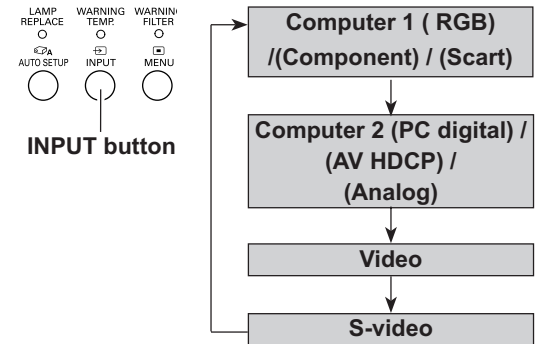 LAMP REPLACE
WARNING TEMP.
WARNING FILTER
AUTO SETUP
INPUT
MENU
INPUT button
Computer 1 ( RGB)
/(Component) / (Scart)
Computer 2 (PC digital) /
(AV HDCP) /
(Analog)
Video
S-video